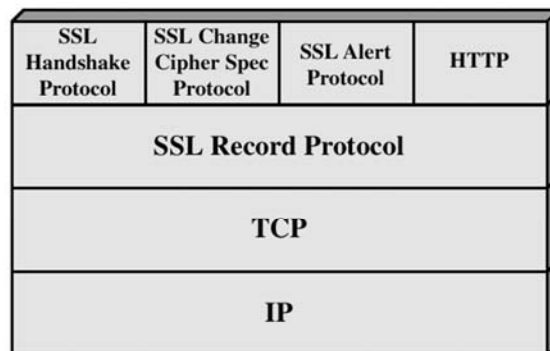 SSL
Handshake
Protocol
SSL Change
Cipher Spec
Protocol
SSL Alert
Protocol
HTTP
SSL Record Protocol
TCP
IP